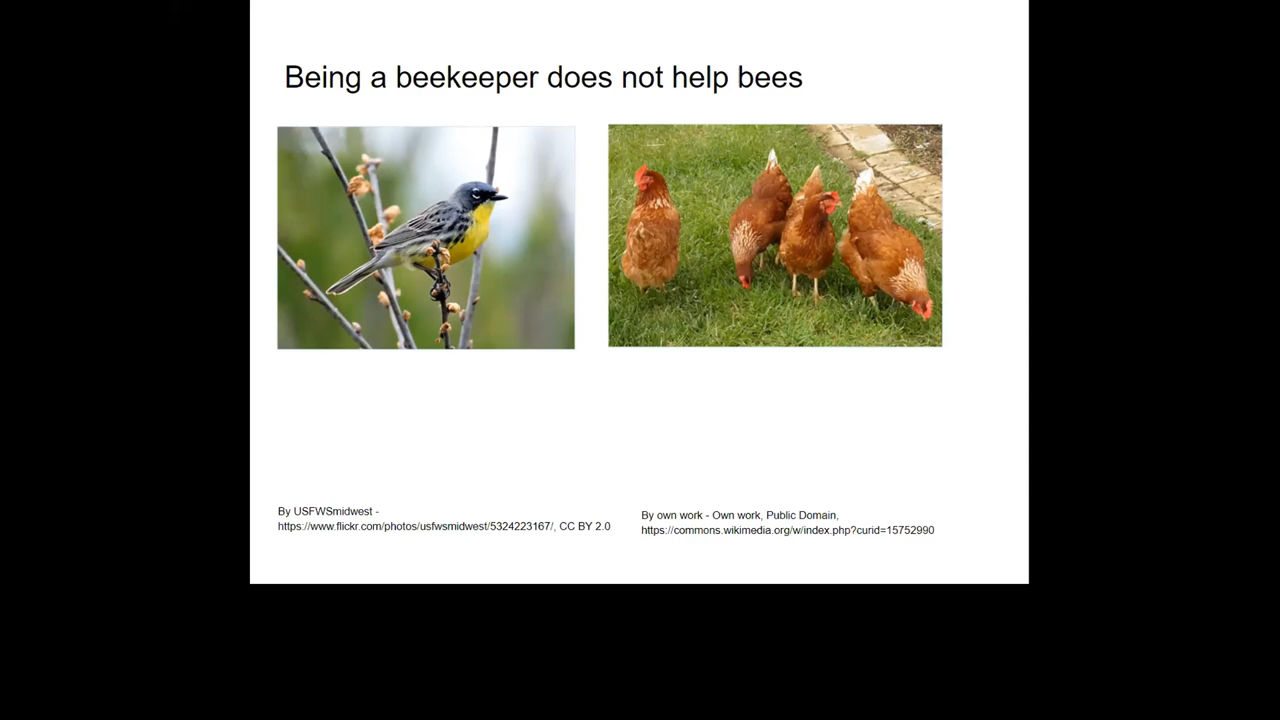 Being a beekeeper does not help bees
By USFWSmidwest -
https://www.flickr.com/photos/usfwsmidwest/5324223167/, CC BY 2.0
By own work - Own work, Public Domain,
https://commons.wikimedia.org/w/index.php?curid=15752990